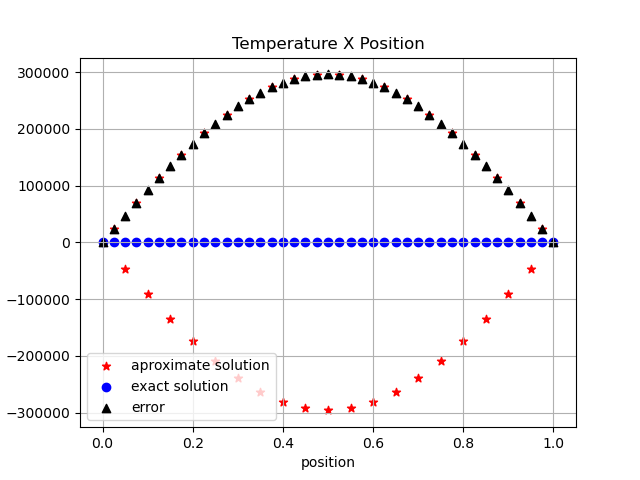 Temperature X Position
300000
200000
100000
0
−100000
−200000
−300000
aproximate solution
exact solution
error
0.0 0.2 0.4 0.6 0.8 1.0
position